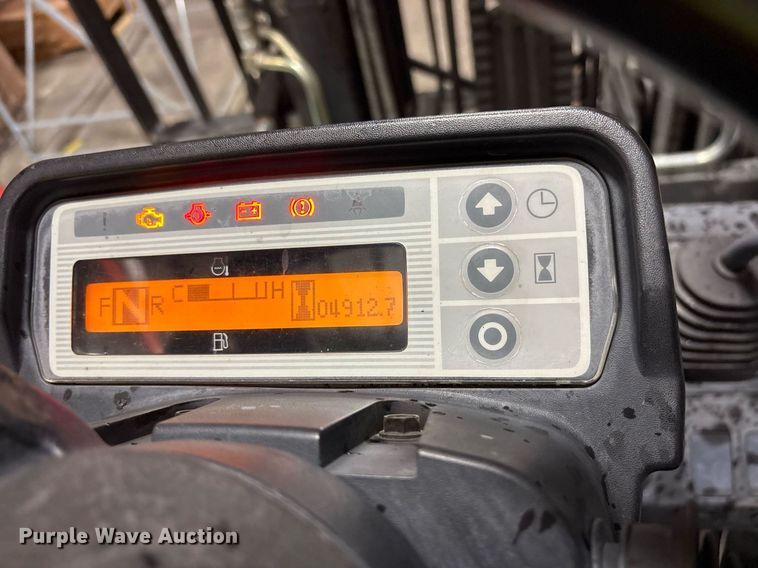 F N R C H 04912.7
Purple Wave Auction